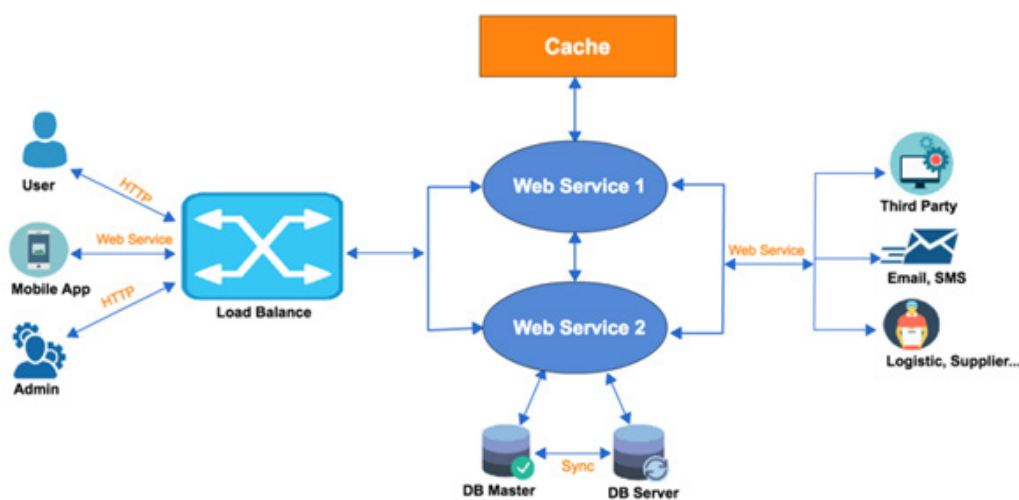 Cache
User
HTTP
Web Service 1
Third Party
Mobile App
Web Service
Load Balance
Web Service
Email, SMS
HTTP
Admin
Web Service 2
Logistic, Supplier...
Sync
DB Master
DB Server